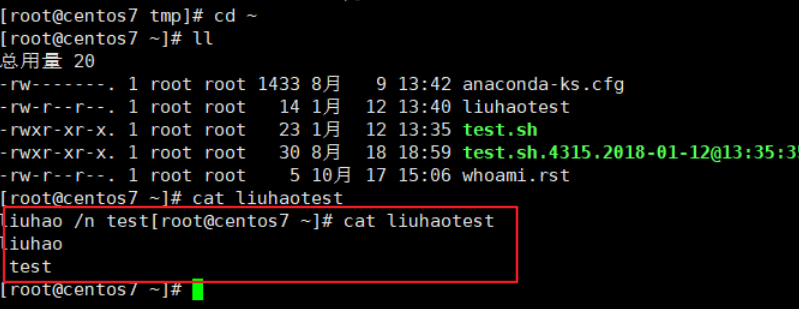 [root@centos7 tmp]# cd ~
[root@centos7 ~]# ll
总用量 20
-rw-------. 1 root root 1433 8月   9 13:42 anaconda-ks.cfg
-rw-r--r--. 1 root root   14 1月  12 13:40 liuhaotest
-rwxr-xr-x. 1 root root   23 1月  12 13:35 test.sh
-rwxr-xr-x. 1 root root   30 8月  18 18:59 test.sh.4315.2018-01-12@13:35:35
-rw-r--r--. 1 root root    5 10月 17 15:06 whoami.rst
[root@centos7 ~]# cat liuhaotest
liuhao /n test[root@centos7 ~]# cat liuhaotest
liuhao
 test
[root@centos7 ~]#